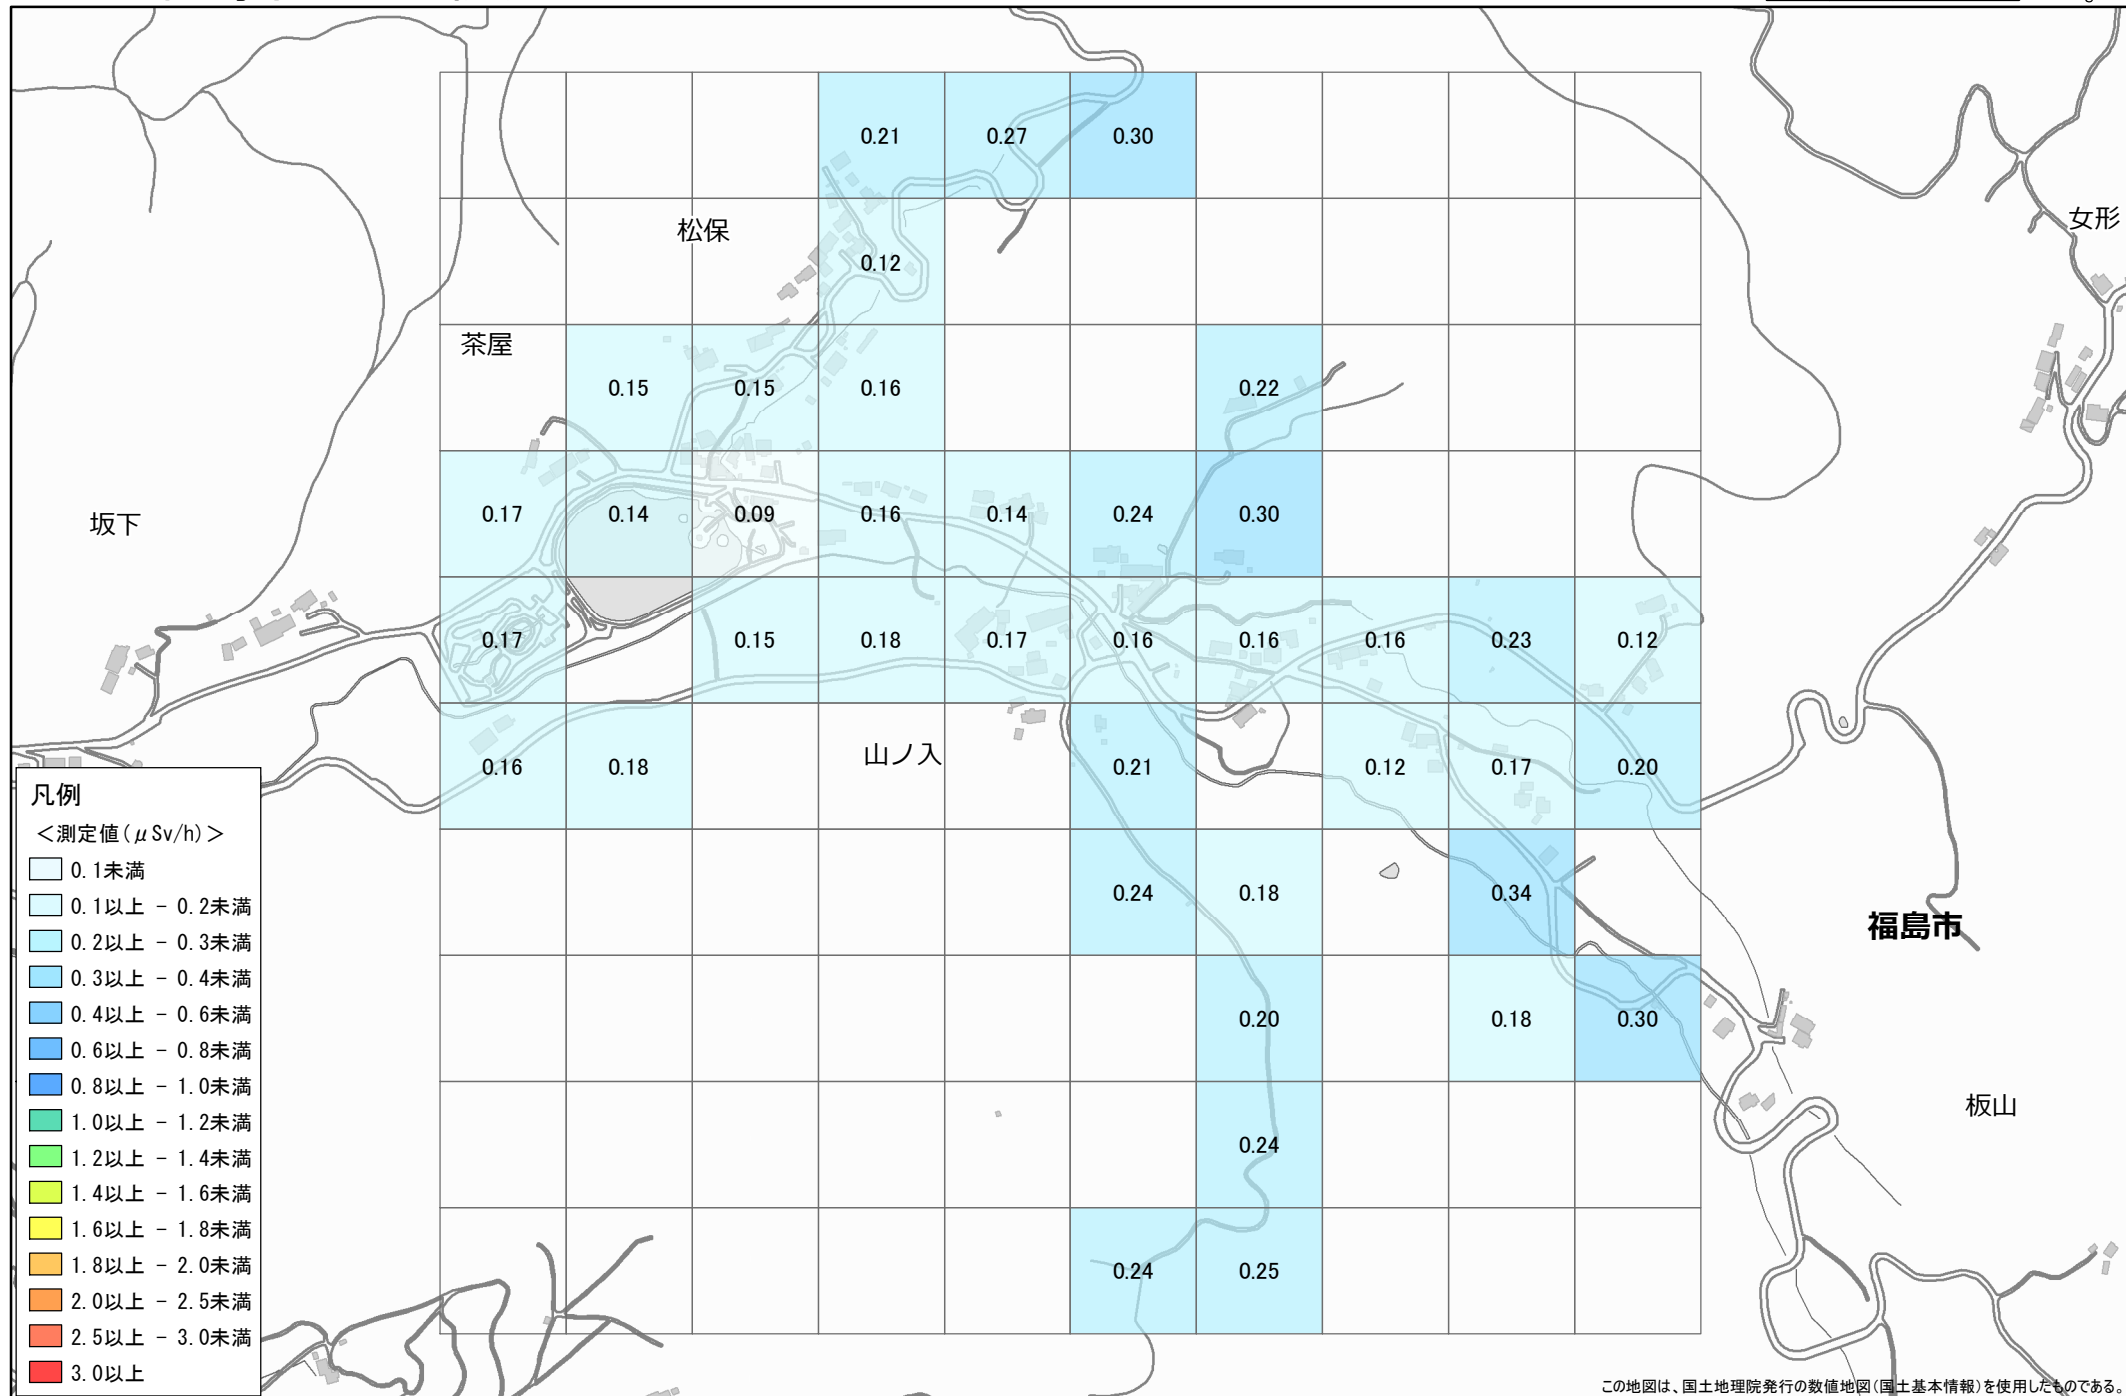 0.21 0.27 0.30
松保
女形
0.12
茶屋
0.15 0.15 0.16 0.22
坂下
0.17 0.14 0.09 0.16 0.14 0.24 0.30
0.17 0.15 0.18 0.17 0.16 0.16 0.16 0.23 0.12
山ノ入
0.16 0.18 0.21 0.12 0.17 0.20
0.24 0.18 0.34
福島市
0.20 0.18 0.30
板山
0.24
0.24 0.25
凡例
＜測定値(μSv/h)＞
0.1未満
0.1以上 - 0.2未満
0.2以上 - 0.3未満
0.3以上 - 0.4未満
0.4以上 - 0.6未満
0.6以上 - 0.8未満
0.8以上 - 1.0未満
1.0以上 - 1.2未満
1.2以上 - 1.4未満
1.4以上 - 1.6未満
1.6以上 - 1.8未満
1.8以上 - 2.0未満
2.0以上 - 2.5未満
2.5以上 - 3.0未満
3.0以上
この地図は、国土地理院発行の数値地図(国土基本情報)を使用したものである。